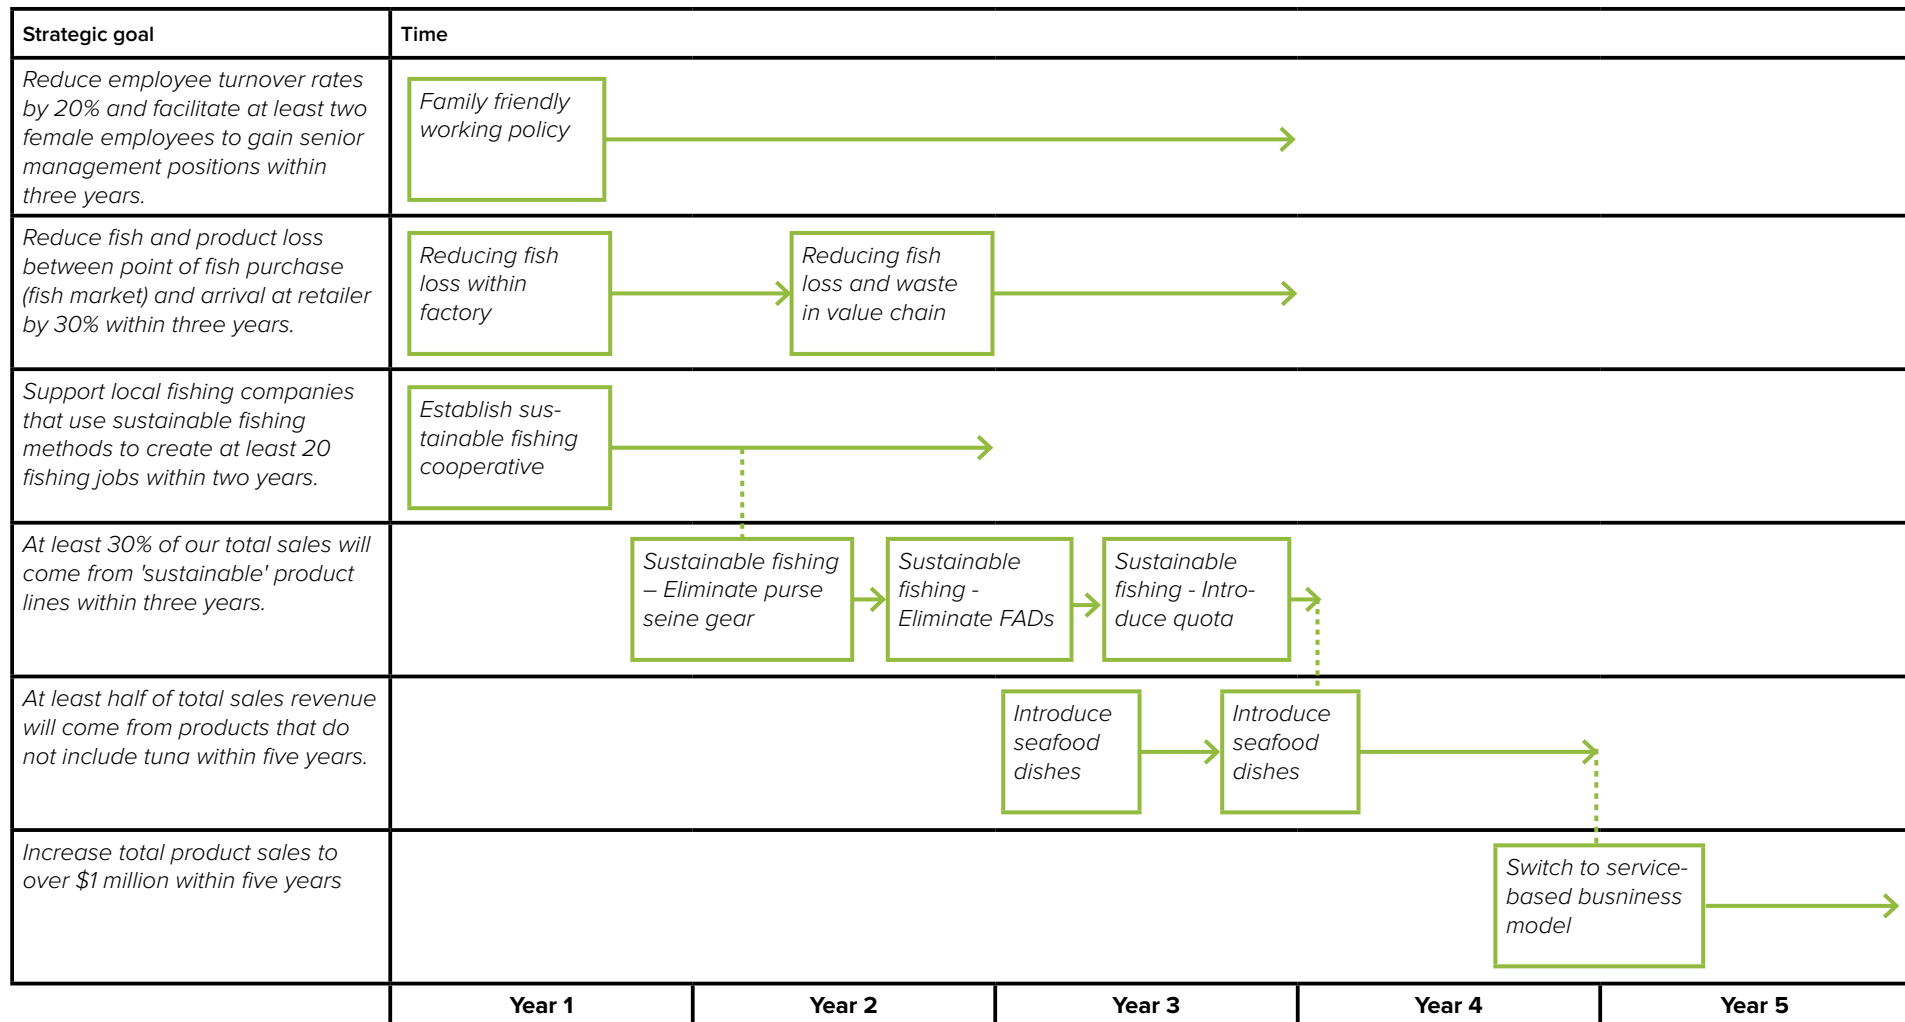 Strategic goal
Time
Reduce employee turnover rates
by 20% and facilitate at least two
female employees to gain senior
management positions within
three years.
Family friendly
working policy
Reduce fish and product loss
between point of fish purchase
(fish market) and arrival at retailer
by 30% within three years.
Reducing fish
loss within
factory
Reducing fish
loss and waste
in value chain
Support local fishing companies
that use sustainable fishing
methods to create at least 20
fishing jobs within two years.
Establish sus-
tainable fishing
cooperative
At least 30% of our total sales will
come from 'sustainable' product
lines within three years.
Sustainable fishing
– Eliminate purse
seine gear
Sustainable
fishing -
Eliminate FADs
Sustainable
fishing - Intro-
duce quota
At least half of total sales revenue
will come from products that do
not include tuna within five years.
Introduce
seafood
dishes
Introduce
seafood
dishes
Increase total product sales to
over $1 million within five years
Switch to service-
based busniness
model
Year 1
Year 2
Year 3
Year 4
Year 5